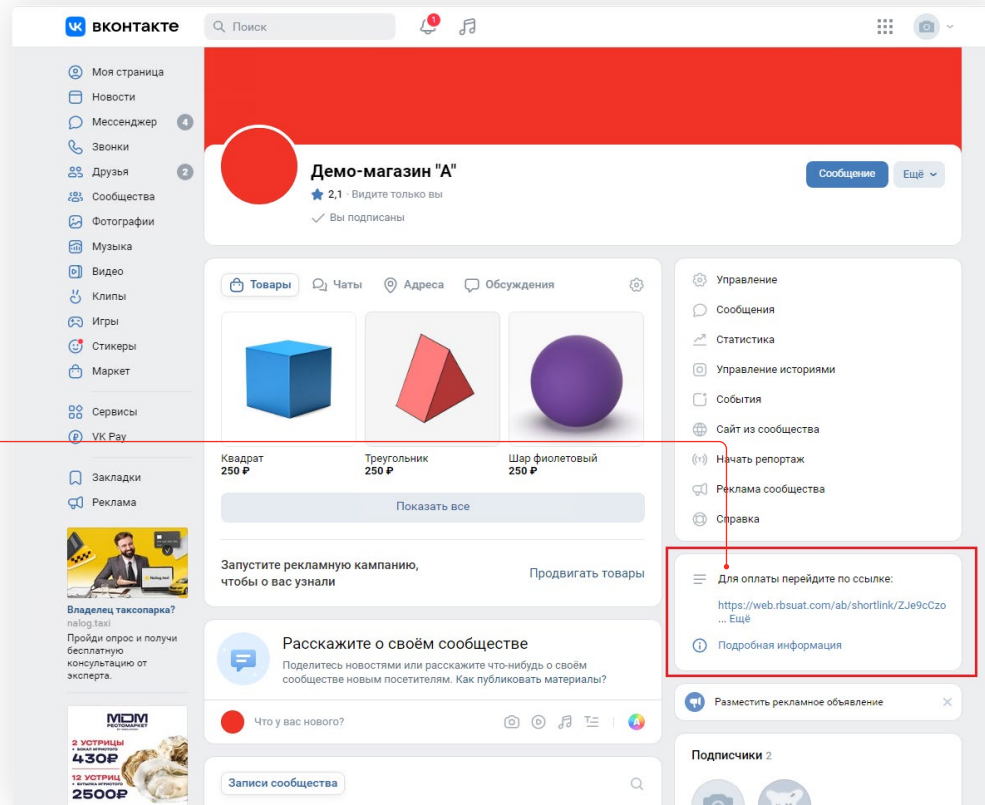 ВКОНТАКТЕ
Поиск
1
Моя страница
Новости
Мессенджер 4
Звонки
Друзья 2
Сообщества
Фотографии
Музыка
Видео
Клипы
Игры
Стикеры
Маркет
Сервисы
VK Pay
Закладки
Реклама
Владелец таксопарка?
nalog.taxi
Пройди опрос и получи
бесплатную
консультацию от
эксперта.
МДМ
РЕСТОМАРКЕТ
2 УСТРИЦЫ
+ БОКАЛ ИГРИСТОГО
430₽
12 УСТРИЦ
+ БУТЫЛКА ИГРИСТОГО
2500₽
Демо-магазин "А"
2,1 · Видите только вы
Вы подписаны
Сообщение
Ещё
Товары
Чаты
Адреса
Обсуждения
Квадрат
250 ₽
Треугольник
250 ₽
Шар фиолетовый
250 ₽
Показать все
Запустите рекламную кампанию,
чтобы о вас узнали
Продвигать товары
Расскажите о своём сообществе
Поделитесь новостями или расскажите что-нибудь о своём
сообществе новым посетителям. Как публиковать материалы?
Что у вас нового?
Записи сообщества
Управление
Сообщения
Статистика
Управление историями
События
Сайт из сообщества
Начать репортаж
Реклама сообщества
Справка
Для оплаты перейдите по ссылке:
https://web.rbsuat.com/ab/shortlink/ZJe9cCzo
... Ещё
Подробная информация
Разместить рекламное объявление
Подписчики 2